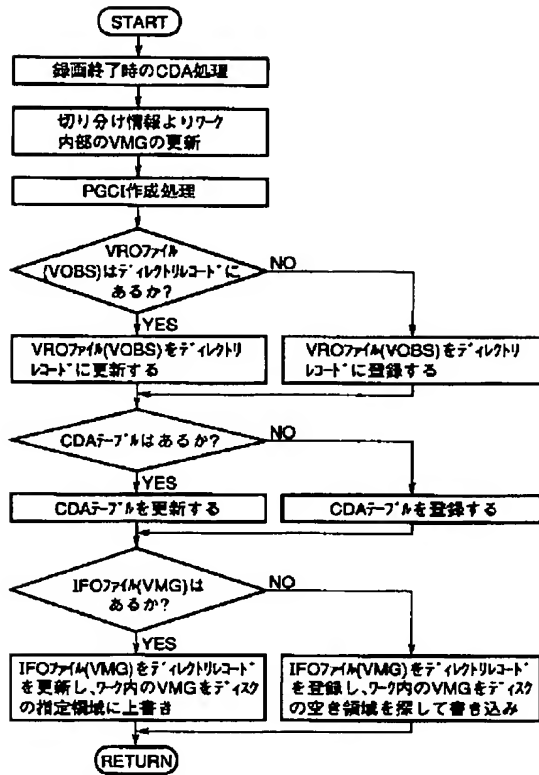 START
録画終了時のCDA処理
切り分け情報よりワーク
内部のVMGの更新
PGCI作成処理
VROファイル
(VOBS)はディレクトリレコードに
あるか?
NO
YES
VROファイル(VOBS)をディレクトリ
レコードに更新する
VROファイル(VOBS)をディレクトリ
レコードに登録する
CDAテーブルはあるか?
NO
YES
CDAテーブルを更新する
CDAテーブルを登録する
IFOファイル(VMG)は
あるか?
NO
YES
IFOファイル(VMG)をディレクトリレコード
を更新し、ワーク内のVMGをディスク
の指定領域に上書き
IFOファイル(VMG)をディレクトリレコード
を登録し、ワーク内のVMGをディスク
の空き領域を探して書き込み
RETURN